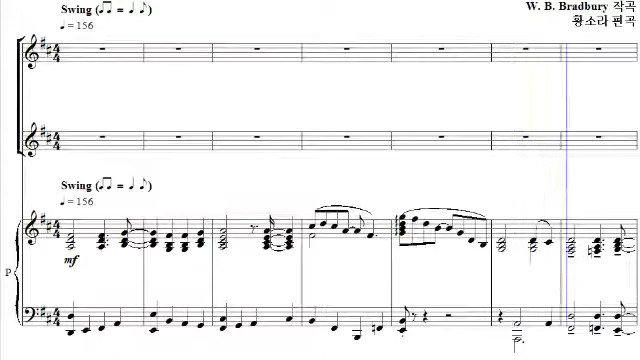 Swing (♫ = ♩ ♪)
W. B. Bradbury 작곡
♩ = 156
황소라 편곡
Swing (♫ = ♩ ♪)
♩ = 156
mf
P